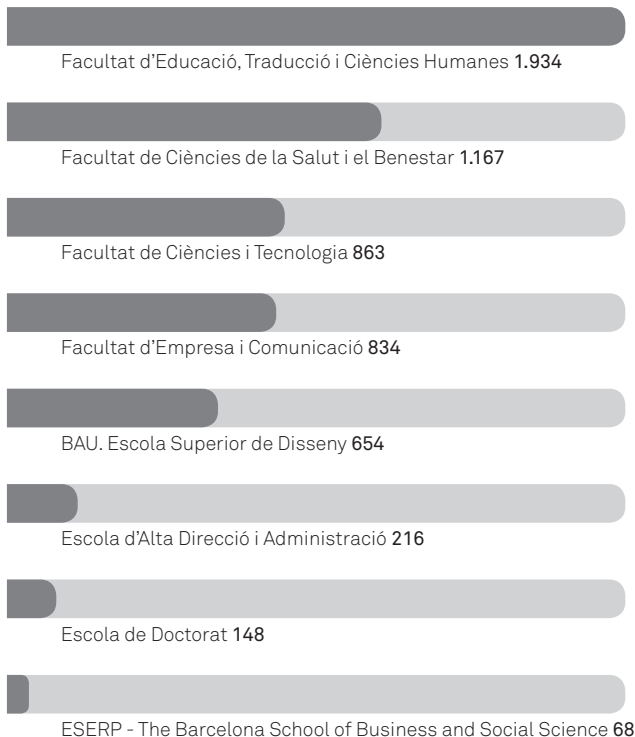 Facultat d'Educació, Traducció i Ciències Humanes 1.934
Facultat de Ciències de la Salut i el Benestar 1.167
Facultat de Ciències i Tecnologia 863
Facultat d'Empresa i Comunicació 834
BAU. Escola Superior de Disseny 654
Escola d'Alta Direcció i Administració 216
Escola de Doctorat 148
ESERP - The Barcelona School of Business and Social Science 68